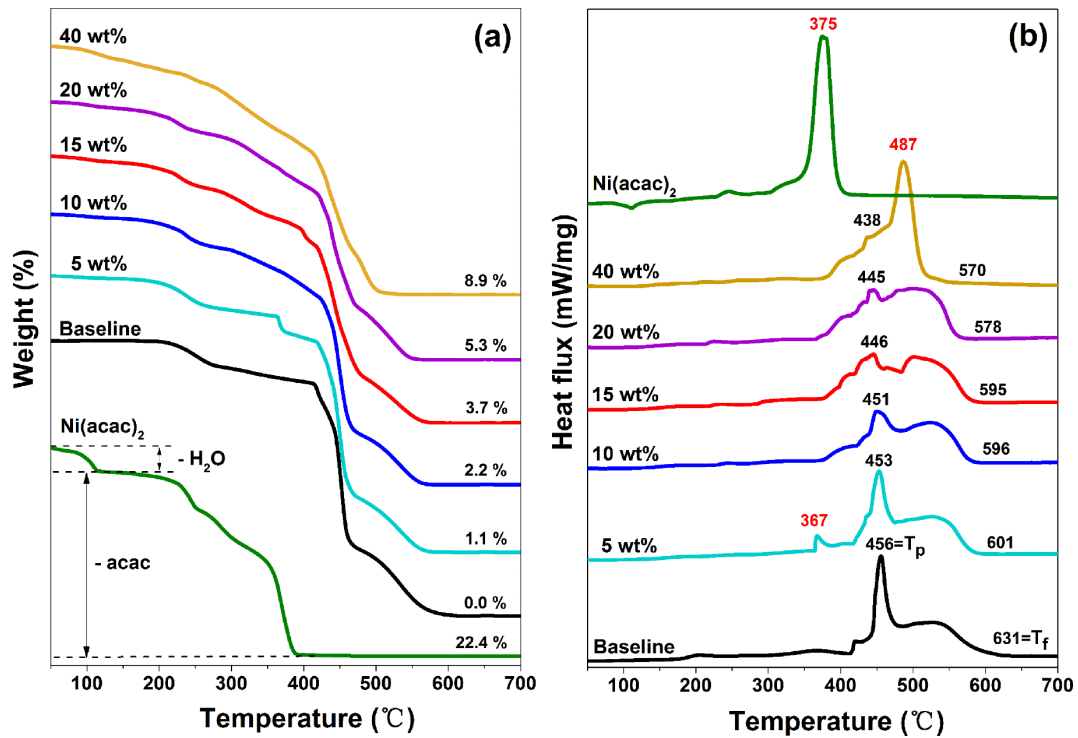 (a)
40 wt%
20 wt%
15 wt%
10 wt%
5 wt%
Baseline
Ni(acac)₂
- H₂O
- acac
8.9 %
5.3 %
3.7 %
2.2 %
1.1 %
0.0 %
22.4 %
Weight (%)
50 100 200 300 400 500 600 700
Temperature (℃)
(b)
375
Ni(acac)₂
487
438
40 wt%
570
445
20 wt%
578
446
15 wt%
595
451
10 wt%
596
453
367
5 wt%
601
456=Tₚ
Baseline
631=T_f
Heat flux (mW/mg)
50 100 200 300 400 500 600 700
Temperature (℃)